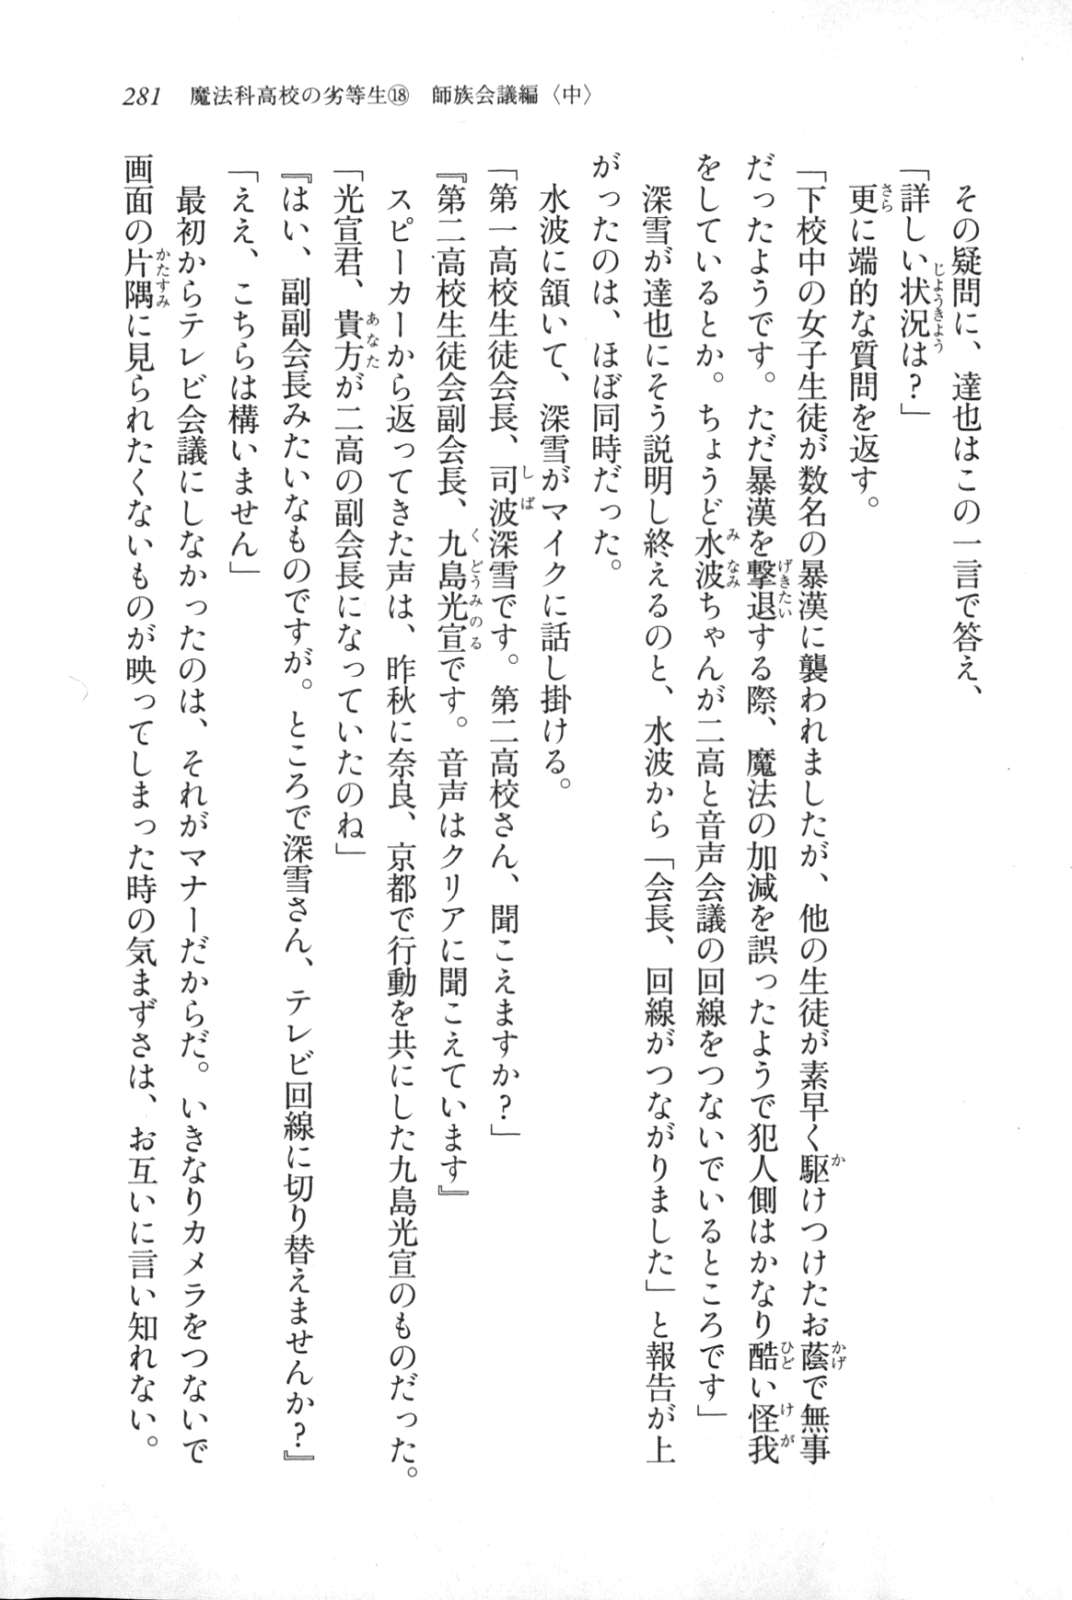 281　魔法科高校の劣等生⑱　師族会議編〈中〉
　その疑問に、達也はこの一言で答え、
「詳しい状況は？」
　更に端的な質問を返す。
「下校中の女子生徒が数名の暴漢に襲われましたが、他の生徒が素早く駆けつけたお蔭で無事
だったようです。ただ暴漢を撃退する際、魔法の加減を誤ったようで犯人側はかなり酷い怪我
をしているとか。ちょうど水波ちゃんが二高と音声会議の回線をつないでいるところです」
　深雪が達也にそう説明し終えるのと、水波から「会長、回線がつながりました」と報告が上
がったのは、ほぼ同時だった。
　水波に頷いて、深雪がマイクに話し掛ける。
「第一高校生徒会長、司波深雪です。第二高校さん、聞こえますか？」
『第二高校生徒会副会長、九島光宣です。音声はクリアに聞こえています』
　スピーカーから返ってきた声は、昨秋に奈良、京都で行動を共にした九島光宣のものだった。
「光宣君、貴方が二高の副会長になっていたのね」
『はい、副副会長みたいなものですが。ところで深雪さん、テレビ回線に切り替えませんか？』
「ええ、こちらは構いません」
　最初からテレビ会議にしなかったのは、それがマナーだからだ。いきなりカメラをつないで
画面の片隅に見られたくないものが映ってしまった時の気まずさは、お互いに言い知れない。